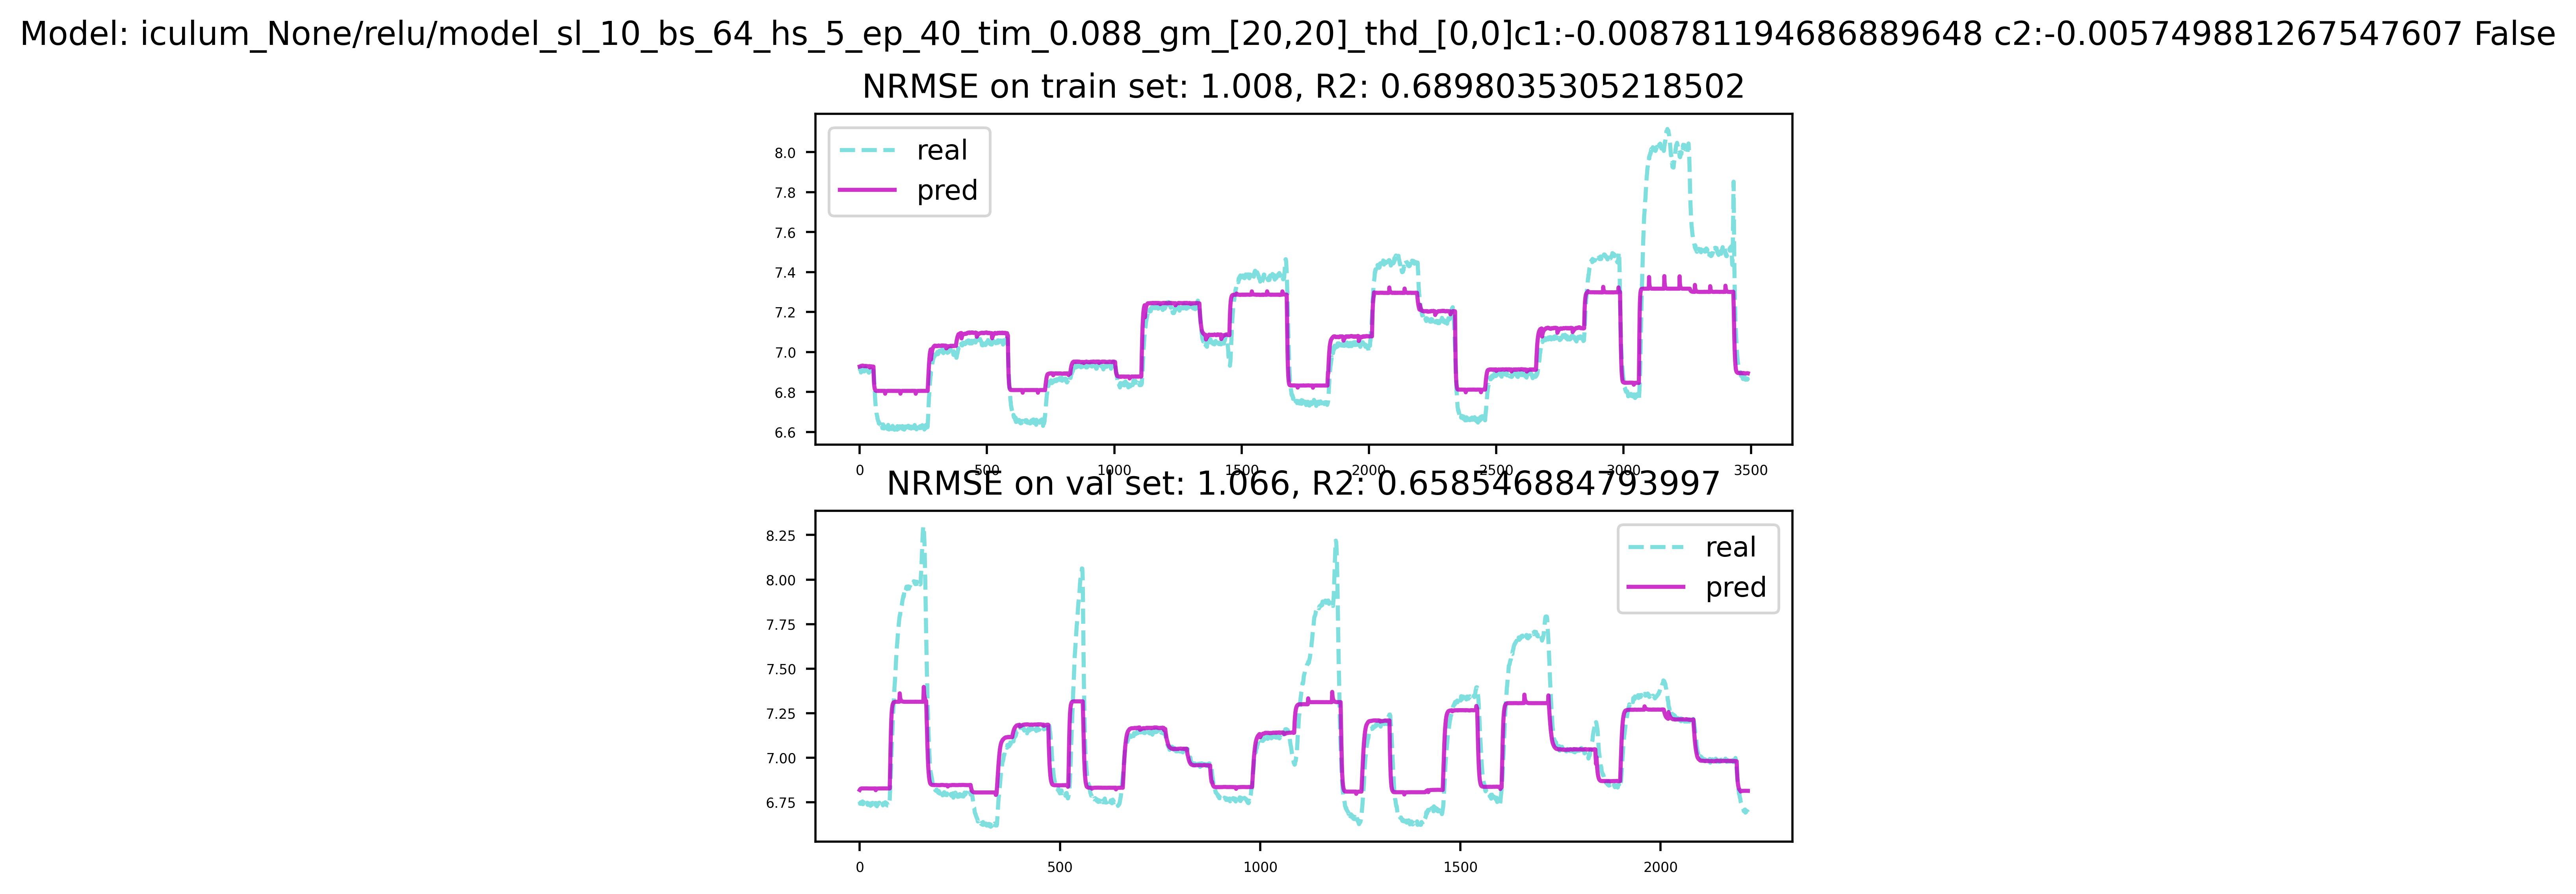 Model: iculum_None/relu/model_sl_10_bs_64_hs_5_ep_40_tim_0.088_gm_[20,20]_thd_[0,0]c1:-0.008781194686889648 c2:-0.005749881267547607 False
NRMSE on train set: 1.008, R2: 0.6898035305218502
real
pred
8.0
7.8
7.6
7.4
7.2
7.0
6.8
6.6
0 500 1000 1500 2000 2500 3000 3500
NRMSE on val set: 1.066, R2: 0.658546884793997
real
pred
8.25
8.00
7.75
7.50
7.25
7.00
6.75
0 500 1000 1500 2000